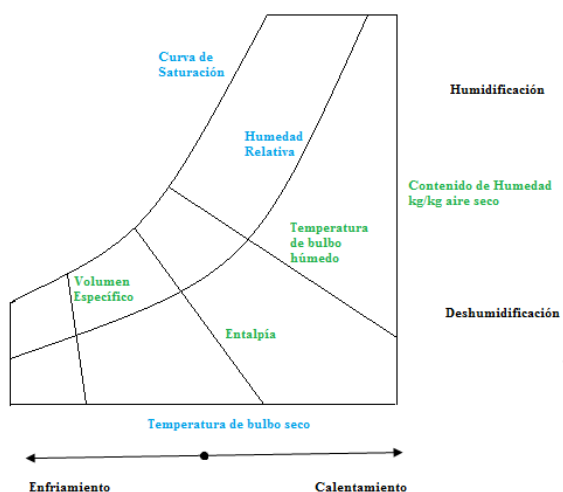 Curva de
Saturación
Humidificación
Humedad
Relativa
Contenido de Humedad
kg/kg aire seco
Temperatura
de bulbo
húmedo
Volumen
Específico
Deshumidificación
Entalpía
Temperatura de bulbo seco
Enfriamiento
Calentamiento